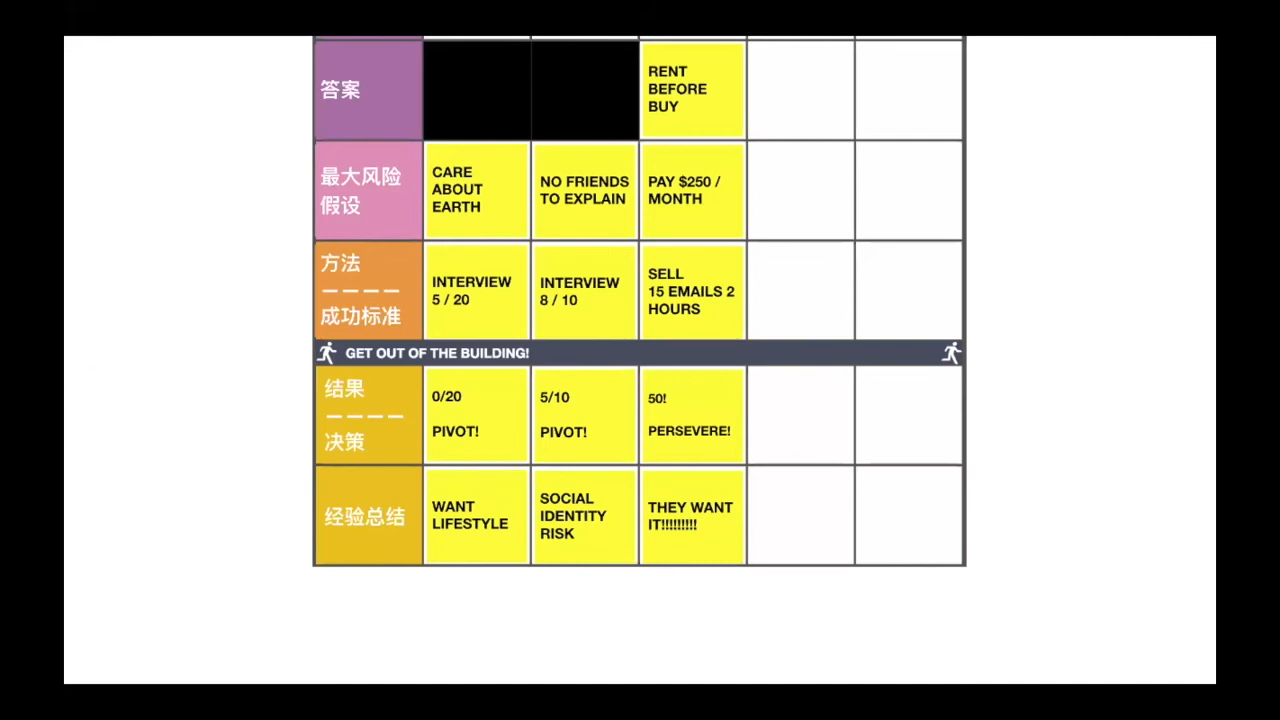 答案
RENT
BEFORE
BUY
最大风险
假设
CARE
ABOUT
EARTH
NO FRIENDS
TO EXPLAIN
PAY $250 /
MONTH
方法
————
成功标准
INTERVIEW
5 / 20
INTERVIEW
8 / 10
SELL
15 EMAILS 2
HOURS
GET OUT OF THE BUILDING!
结果
————
决策
0/20
PIVOT!
5/10
PIVOT!
50!
PERSEVERE!
经验总结
WANT
LIFESTYLE
SOCIAL
IDENTITY
RISK
THEY WANT
IT!!!!!!!!!